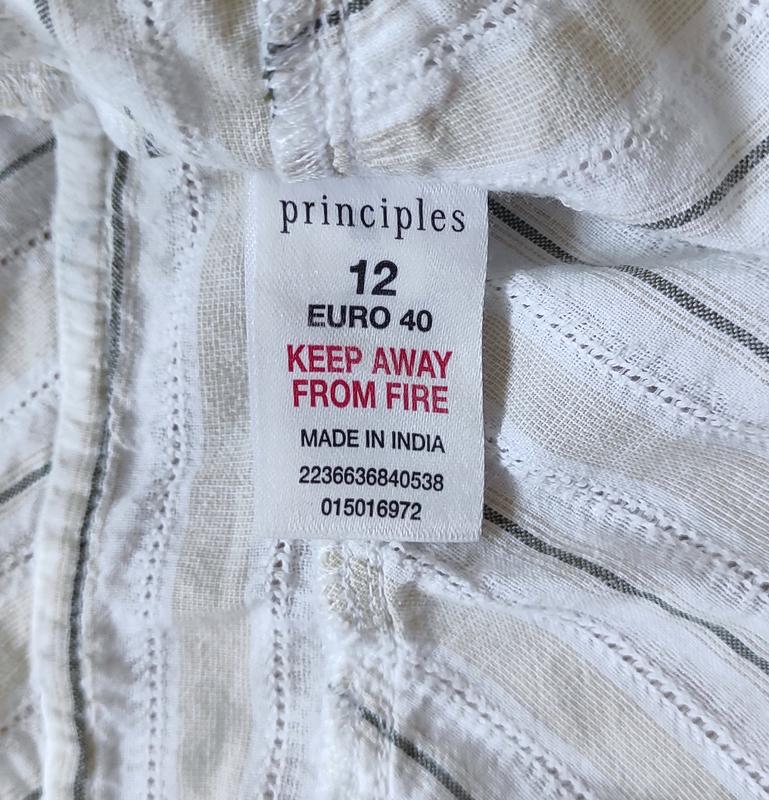 principles
12
EURO 40
KEEP AWAY
FROM FIRE
MADE IN INDIA
2236636840538
015016972